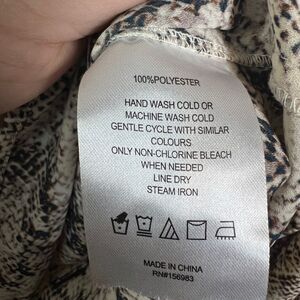 100%POLYESTER
HAND WASH COLD OR
MACHINE WASH COLD
GENTLE CYCLE WITH SIMILAR
COLOURS
ONLY NON-CHLORINE BLEACH
WHEN NEEDED
LINE DRY
STEAM IRON
MADE IN CHINA
RN#156983